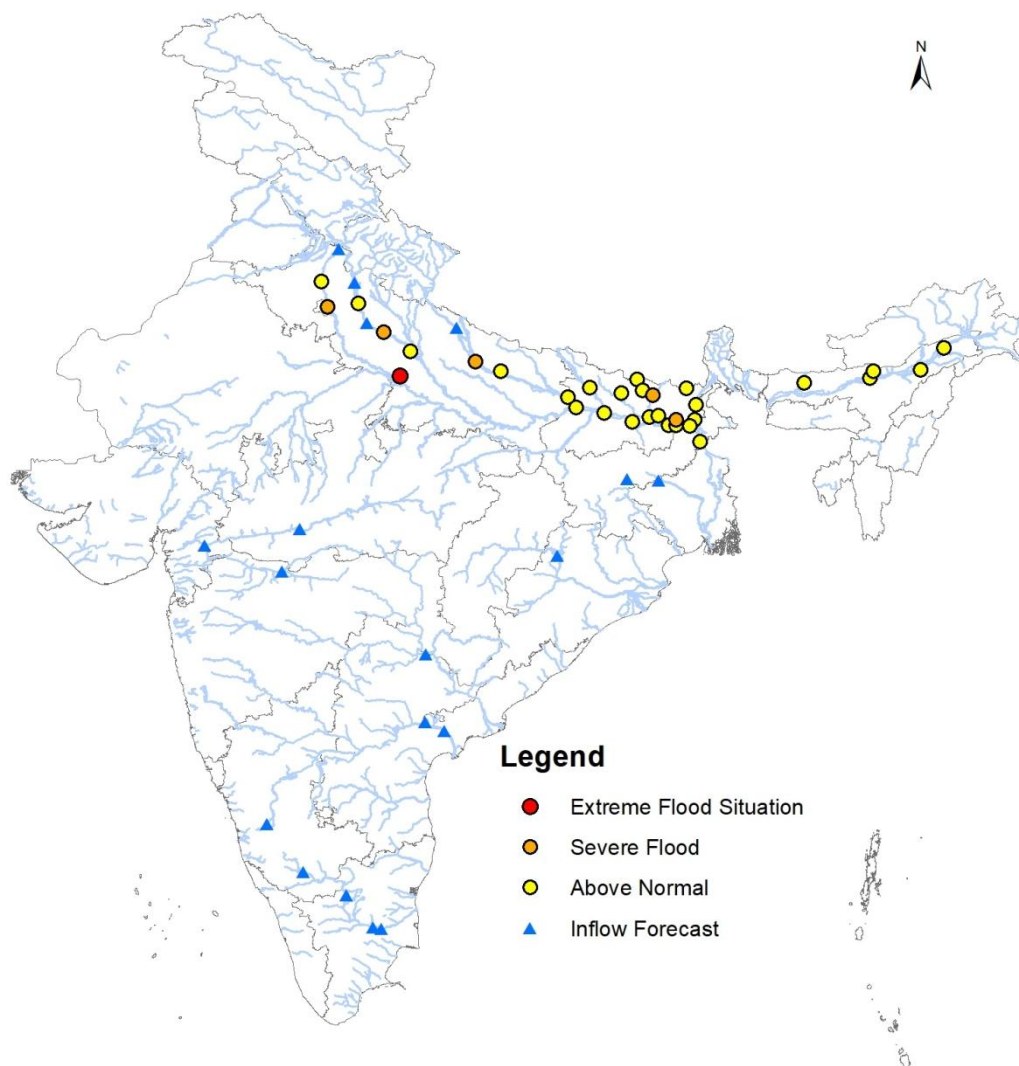 N
Legend
Extreme Flood Situation
Severe Flood
Above Normal
Inflow Forecast